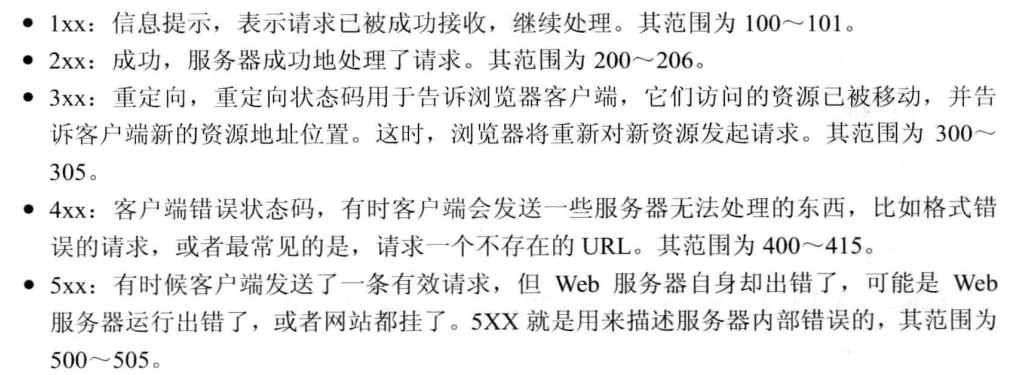 ● 1xx：信息提示，表示请求已被成功接收，继续处理。其范围为 100～101。
● 2xx：成功，服务器成功地处理了请求。其范围为 200～206。
● 3xx：重定向，重定向状态码用于告诉浏览器客户端，它们访问的资源已被移动，并告
诉客户端新的资源地址位置。这时，浏览器将重新对新资源发起请求。其范围为 300～
305。
● 4xx：客户端错误状态码，有时客户端会发送一些服务器无法处理的东西，比如格式错
误的请求，或者最常见的是，请求一个不存在的 URL。其范围为 400～415。
● 5xx：有时候客户端发送了一条有效请求，但 Web 服务器自身却出错了，可能是 Web
服务器运行出错了，或者网站都挂了。5XX 就是用来描述服务器内部错误的，其范围为
500～505。